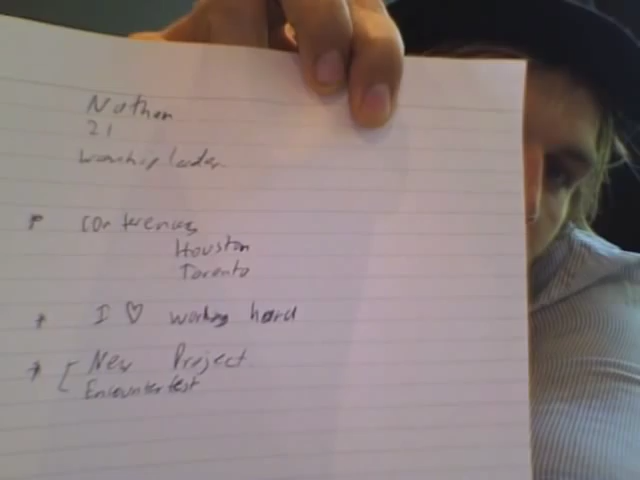 Nathan
21
Worship leader
* conferences
Houston
Toronto
* I ♡ working hard
* [ New Project
Encounterfest